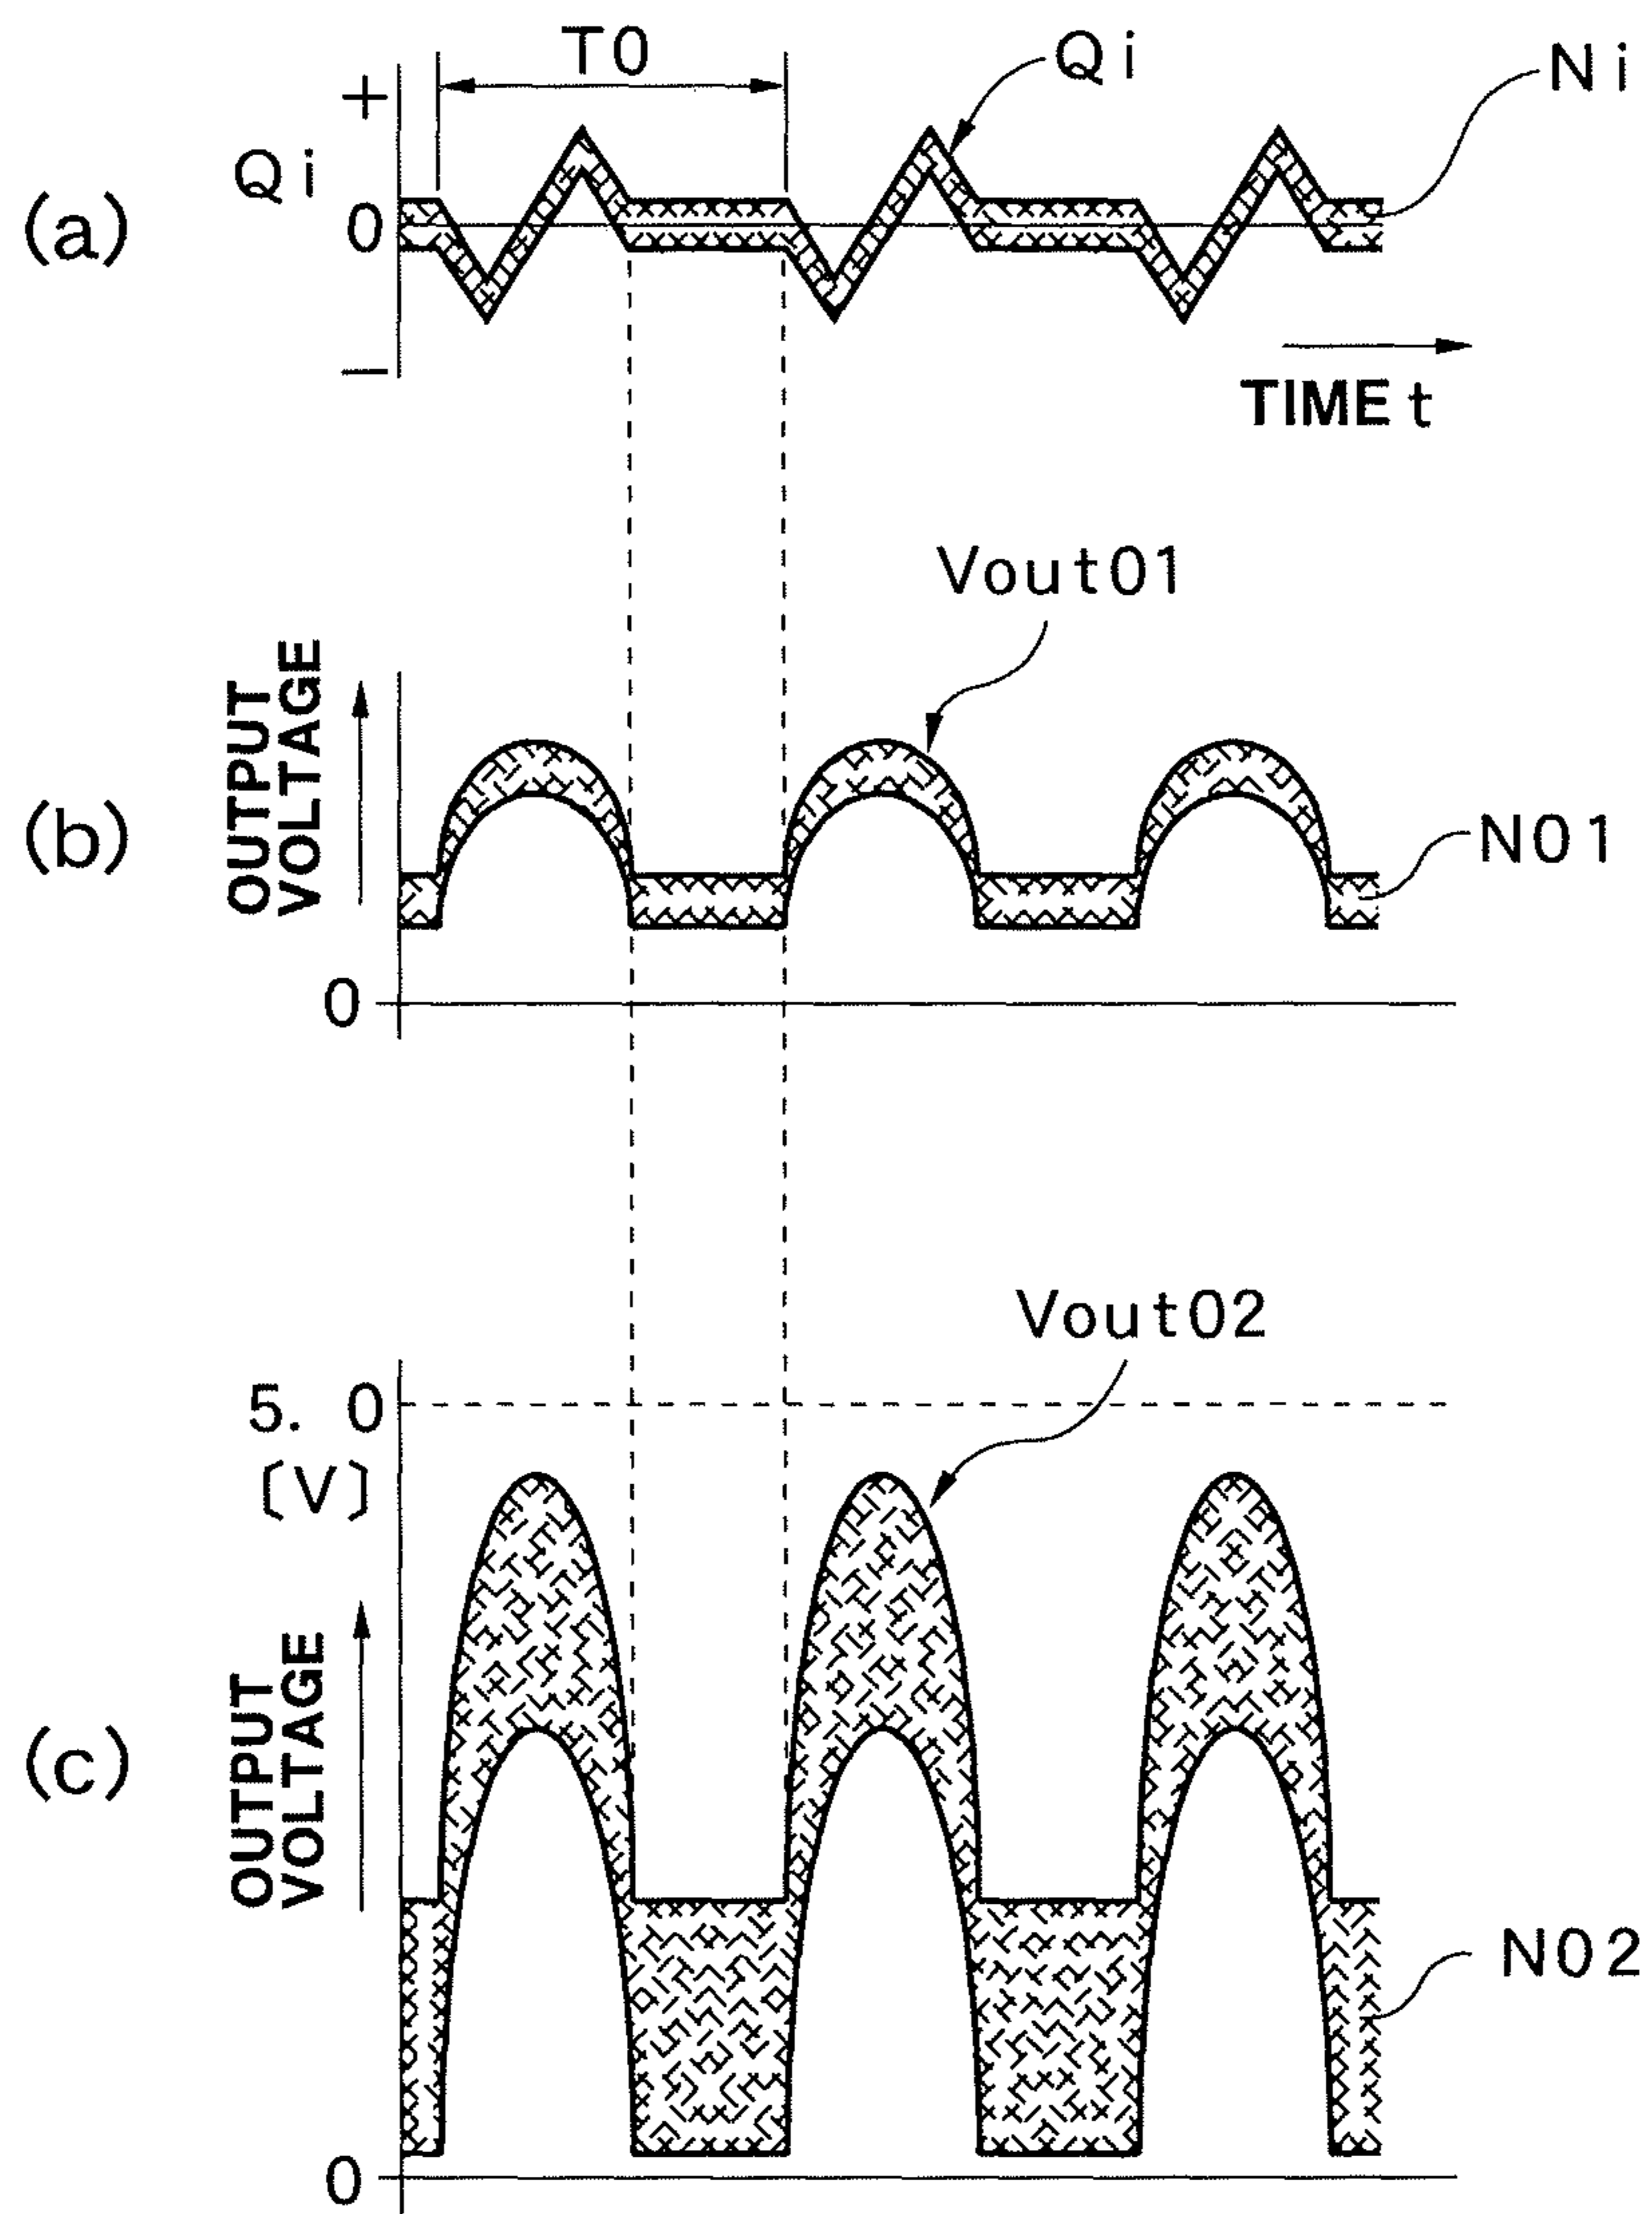 T0
Qi
Ni
+
Qi
0
−
(a)
TIME t
Vout01
OUTPUT
VOLTAGE
(b)
N01
0
Vout02
5. 0
[V]
OUTPUT
VOLTAGE
(c)
N02
0